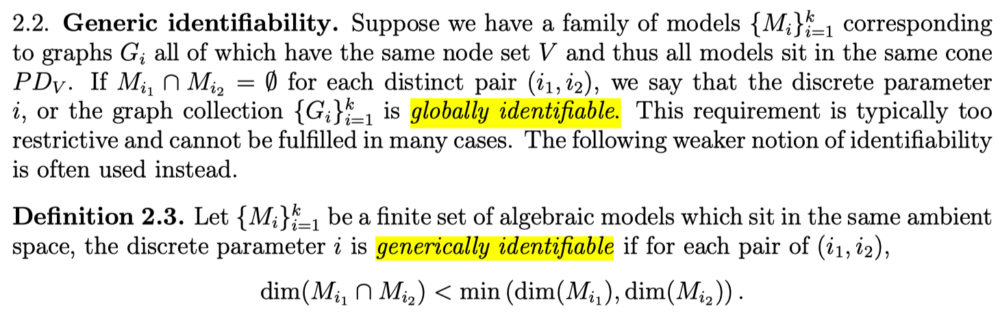 2.2. Generic identifiability. Suppose we have a family of models $\{M_i\}_{i=1}^k$ corresponding
to graphs $G_i$ all of which have the same node set $V$ and thus all models sit in the same cone
$PD_V$. If $M_{i_1} \cap M_{i_2} = \emptyset$ for each distinct pair $(i_1, i_2)$, we say that the discrete parameter
$i$, or the graph collection $\{G_i\}_{i=1}^k$ is globally identifiable. This requirement is typically too
restrictive and cannot be fulfilled in many cases. The following weaker notion of identifiability
is often used instead.
Definition 2.3. Let $\{M_i\}_{i=1}^k$ be a finite set of algebraic models which sit in the same ambient
space, the discrete parameter $i$ is generically identifiable if for each pair of $(i_1, i_2)$,
$\dim(M_{i_1} \cap M_{i_2}) < \min(\dim(M_{i_1}), \dim(M_{i_2})).$